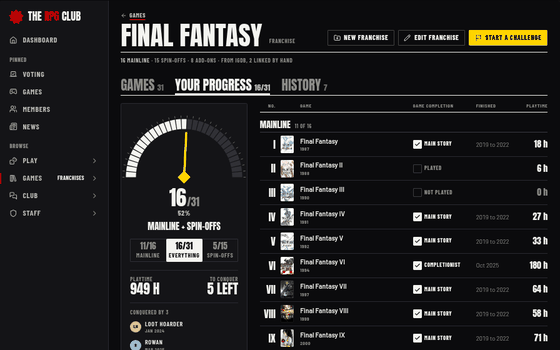 THE RPG CLUB
DASHBOARD
PINNED
VOTING
GAMES
MEMBERS
NEWS
BROWSE
PLAY
GAMES FRANCHISES
CLUB
STAFF
← GAMES
FINAL FANTASY FRANCHISE
NEW FRANCHISE
EDIT FRANCHISE
START A CHALLENGE
16 MAINLINE · 15 SPIN-OFFS · 8 ADD-ONS · FROM IGDB, 2 LINKED BY HAND
GAMES 31 YOUR PROGRESS 16/31 HISTORY 7
16/31
52%
MAINLINE + SPIN-OFFS
11/16 MAINLINE
16/31 EVERYTHING
5/15 SPIN-OFFS
PLAYTIME
949 H
TO CONQUER
5 LEFT
CONQUERED BY 3
LOOT HOARDER
JAN 2024
R ROWAN
NO. GAME GAME COMPLETION FINISHED PLAYTIME
MAINLINE 11 OF 16
I Final Fantasy MAIN STORY 2019 to 2022 18 h
1987
II Final Fantasy II PLAYED 6 h
1988
III Final Fantasy III NOT PLAYED 0 h
1990
IV Final Fantasy IV MAIN STORY 2019 to 2022 27 h
1991
V Final Fantasy V MAIN STORY 2019 to 2022 33 h
1992
VI Final Fantasy VI COMPLETIONIST Oct 2025 180 h
1994
VII Final Fantasy VII MAIN STORY 2019 to 2022 64 h
1997
VIII Final Fantasy VIII MAIN STORY 2019 to 2022 58 h
1999
IX Final Fantasy IX MAIN STORY 2019 to 2022 71 h
2000